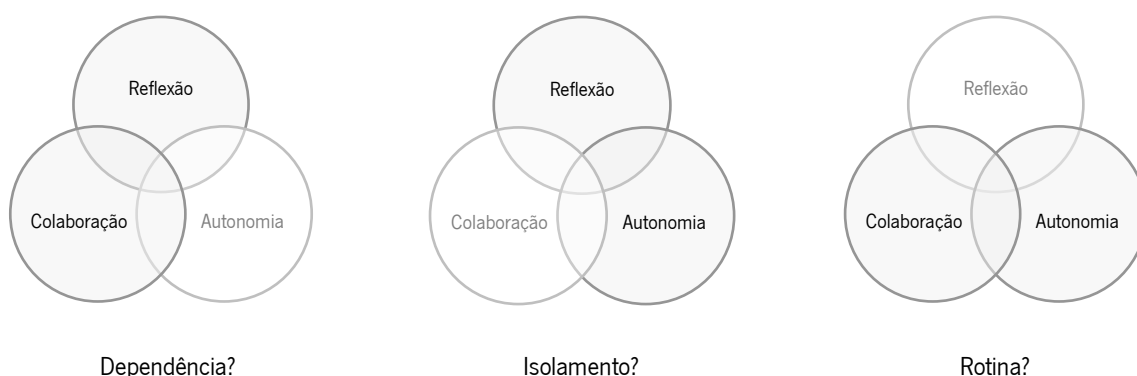 Reflexão
Colaboração
Autonomia
Dependência?
Reflexão
Colaboração
Autonomia
Isolamento?
Reflexão
Colaboração
Autonomia
Rotina?